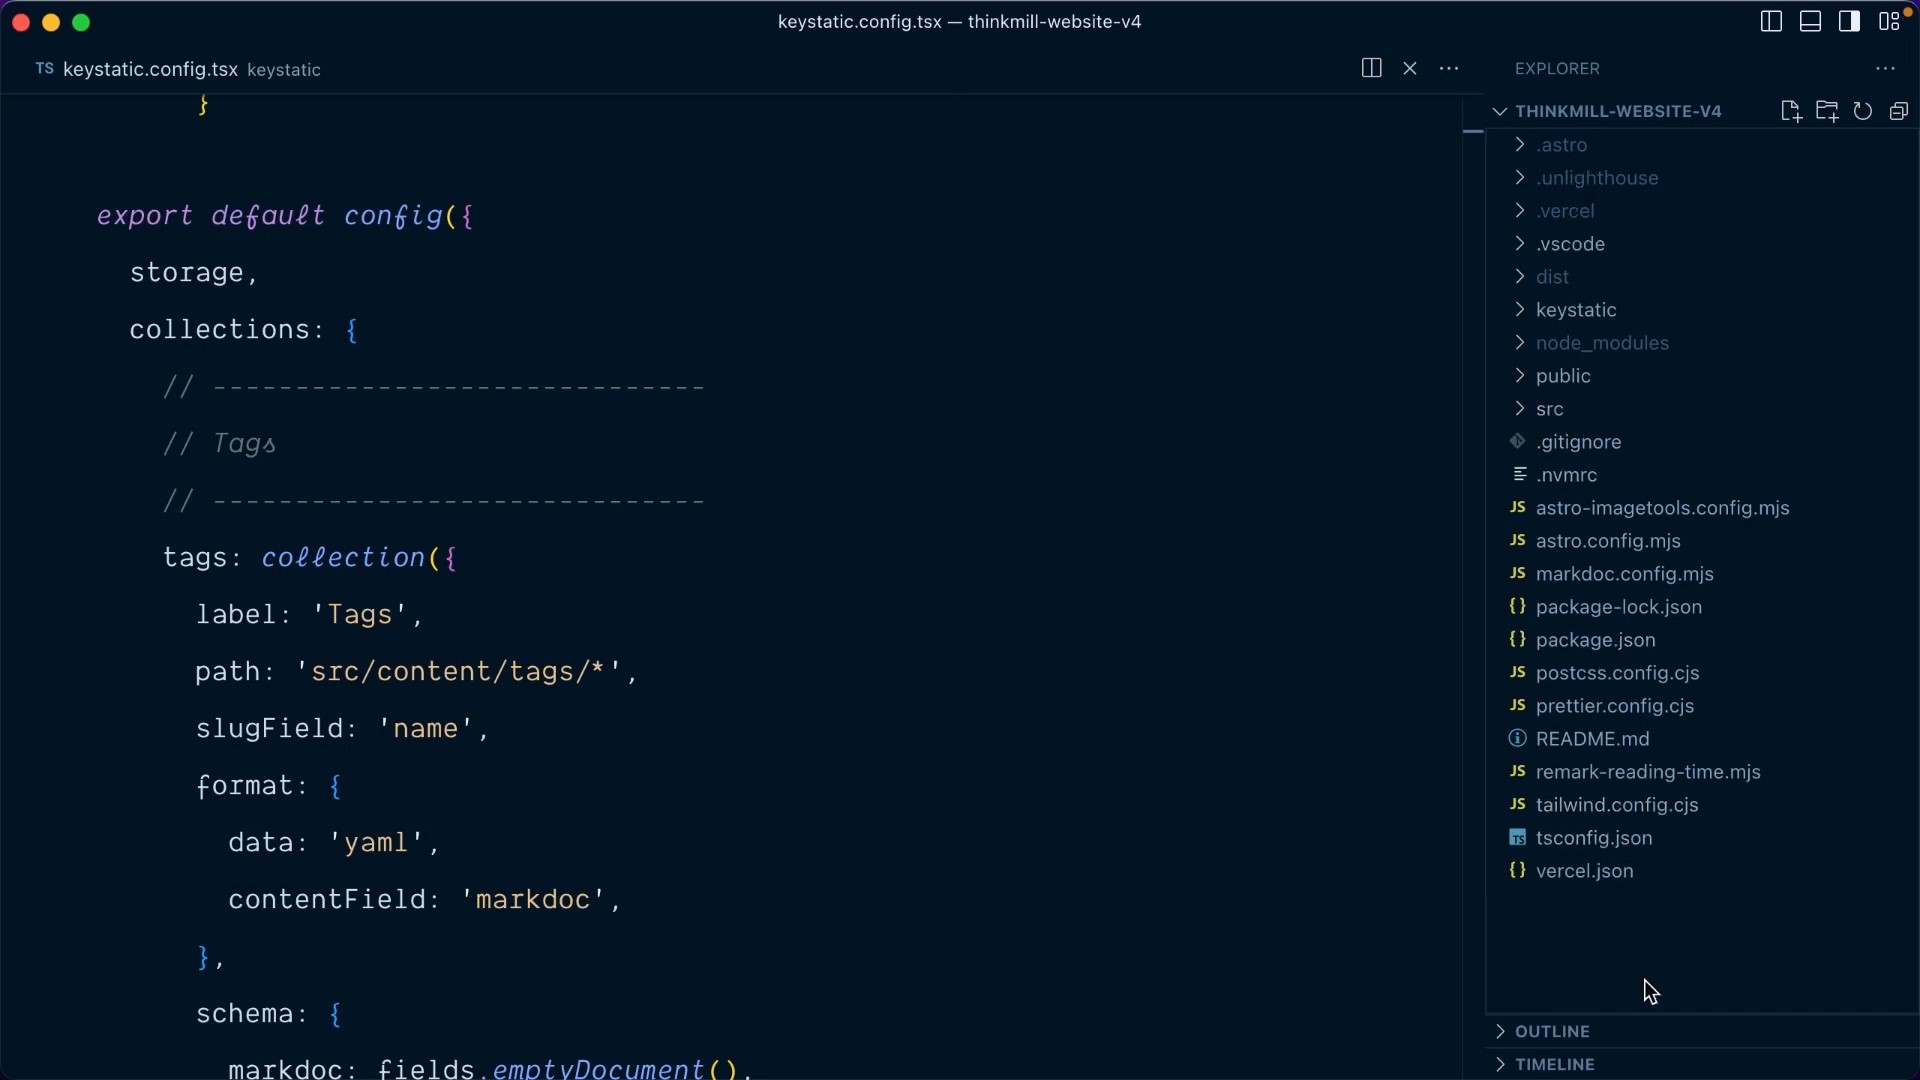 keystatic.config.tsx — thinkmill-website-v4
TS keystatic.config.tsx keystatic
}
export default config({
storage,
collections: {
// ------------------------------
// Tags
// ------------------------------
tags: collection({
label: 'Tags',
path: 'src/content/tags/*',
slugField: 'name',
format: {
data: 'yaml',
contentField: 'markdoc',
},
schema: {
markdoc: fields.emptyDocument(),
EXPLORER
THINKMILL-WEBSITE-V4
.astro
.unlighthouse
.vercel
.vscode
dist
keystatic
node_modules
public
src
.gitignore
.nvmrc
JS astro-imagetools.config.mjs
JS astro.config.mjs
JS markdoc.config.mjs
{} package-lock.json
{} package.json
JS postcss.config.cjs
JS prettier.config.cjs
README.md
JS remark-reading-time.mjs
JS tailwind.config.cjs
TS tsconfig.json
{} vercel.json
OUTLINE
TIMELINE